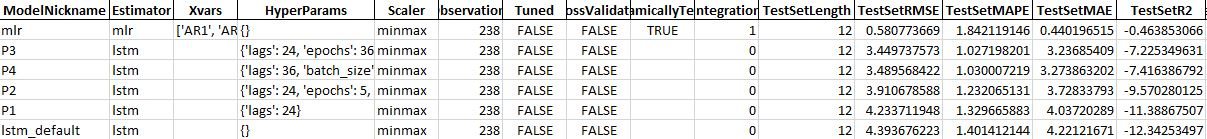 ModelNickname Estimator Xvars HyperParams Scaler bservation Tuned ossValidat amicallyTe ntegration TestSetLength TestSetRMSE TestSetMAPE TestSetMAE TestSetR2
mlr mlr ['AR1', 'AR {} minmax 238 FALSE FALSE TRUE 1 12 0.580773669 1.842119146 0.440196515 -0.463853066
P3 lstm {'lags': 24, 'epochs': 36 minmax 238 FALSE FALSE 0 12 3.449737573 1.027198201 3.23685409 -7.225349631
P4 lstm {'lags': 36, 'batch_size' minmax 238 FALSE FALSE 0 12 3.489568422 1.030007219 3.273863202 -7.416386792
P2 lstm {'lags': 24, 'epochs': 5, minmax 238 FALSE FALSE 0 12 3.910678588 1.232065131 3.72833793 -9.570280125
P1 lstm {'lags': 24} minmax 238 FALSE FALSE 0 12 4.233711948 1.329665883 4.03720289 -11.38867507
lstm_default lstm {} minmax 238 FALSE FALSE 0 12 4.393676223 1.401412144 4.22121671 -12.34253497